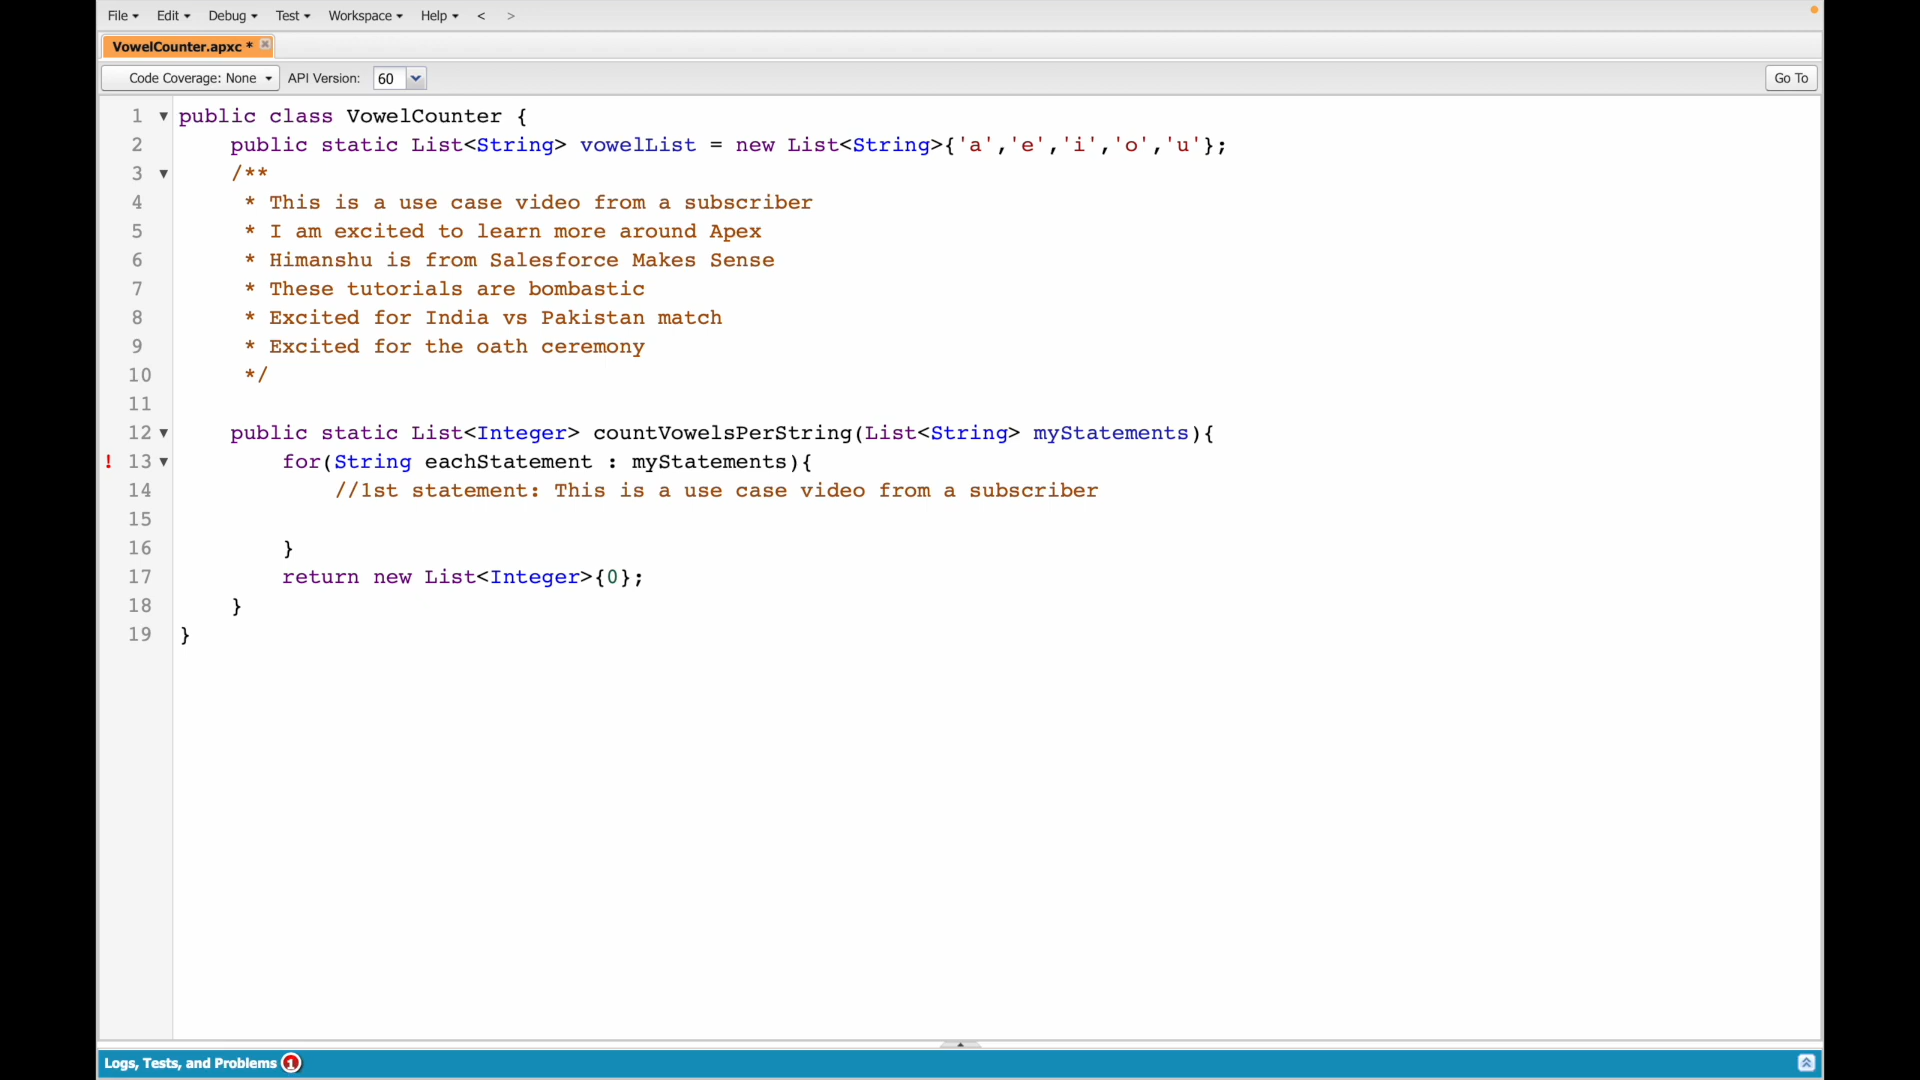 File Edit Debug Test Workspace Help < >
VowelCounter.apxc *
Code Coverage: None API Version: 60 Go To
1 public class VowelCounter {
2 public static List<String> vowelList = new List<String>{'a','e','i','o','u'};
3 /**
4 * This is a use case video from a subscriber
5 * I am excited to learn more around Apex
6 * Himanshu is from Salesforce Makes Sense
7 * These tutorials are bombastic
8 * Excited for India vs Pakistan match
9 * Excited for the oath ceremony
10 */
11
12 public static List<Integer> countVowelsPerString(List<String> myStatements){
! 13 for(String eachStatement : myStatements){
14 //1st statement: This is a use case video from a subscriber
15
16 }
17 return new List<Integer>{0};
18 }
19 }
Logs, Tests, and Problems 1